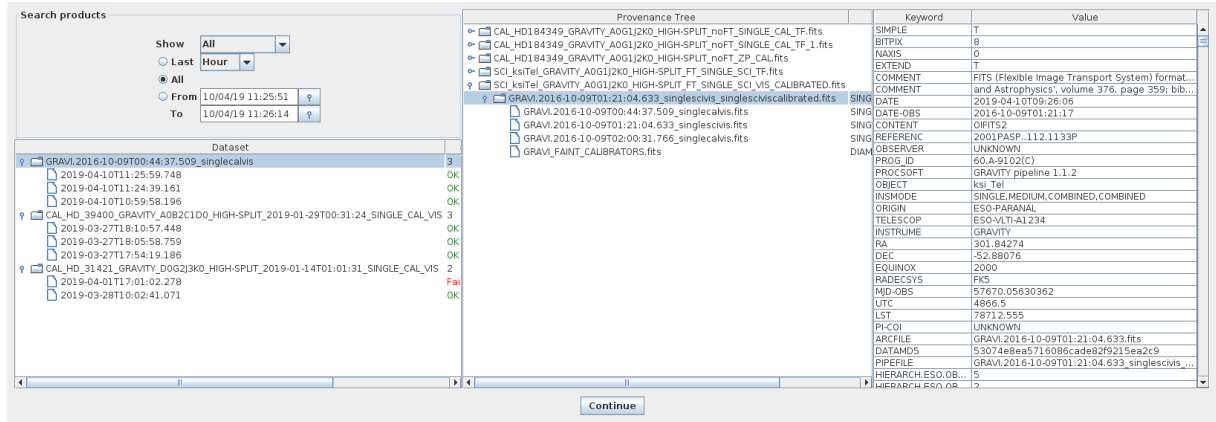 Search products
Show All
Last Hour
All
From 10/04/19 11:25:51
To 10/04/19 11:26:14
Dataset
GRAVI.2016-10-09T00:44:37.509_singlecalvis 3
2019-04-10T11:25:59.748 OK
2019-04-10T11:24:39.161 OK
2019-04-10T10:59:58.196 OK
CAL_HD_39400_GRAVITY_A0B2C1D0_HIGH-SPLIT_2019-01-29T00:31:24_SINGLE_CAL_VIS 3
2019-03-27T18:10:57.448 OK
2019-03-27T18:05:58.759 OK
2019-03-27T17:54:19.186 OK
CAL_HD_31421_GRAVITY_D0G2J3K0_HIGH-SPLIT_2019-01-14T01:01:31_SINGLE_CAL_VIS 2
2019-04-01T17:01:02.278 Fai
2019-03-28T10:02:41.071 OK
Provenance Tree
CAL_HD184349_GRAVITY_A0G1J2K0_HIGH-SPLIT_noFT_SINGLE_CAL_TF.fits
CAL_HD184349_GRAVITY_A0G1J2K0_HIGH-SPLIT_noFT_SINGLE_CAL_TF_1.fits
CAL_HD184349_GRAVITY_A0G1J2K0_HIGH-SPLIT_noFT_ZP_CAL.fits
SCI_ksiTel_GRAVITY_A0G1J2K0_HIGH-SPLIT_FT_SINGLE_SCI_TF.fits
SCI_ksiTel_GRAVITY_A0G1J2K0_HIGH-SPLIT_FT_SINGLE_SCI_VIS_CALIBRATED.fits
GRAVI.2016-10-09T01:21:04.633_singlescivis_singlesciviscalibrated.fits SING
GRAVI.2016-10-09T00:44:37.509_singlecalvis.fits SING
GRAVI.2016-10-09T01:21:04.633_singlescivis.fits SING
GRAVI.2016-10-09T02:00:31.766_singlecalvis.fits SING
GRAVI_FAINT_CALIBRATORS.fits DIAM
Keyword Value
SIMPLE T
BITPIX 8
NAXIS 0
EXTEND T
COMMENT FITS (Flexible Image Transport System) format...
COMMENT and Astrophysics', volume 376, page 359; bib...
DATE 2019-04-10T09:26:06
DATE-OBS 2016-10-09T01:21:17
CONTENT OIFITS2
REFERENC 2001PASP..112.1133P
OBSERVER UNKNOWN
PROG_ID 60.A-9102(C)
PROCSOFT GRAVITY pipeline 1.1.2
OBJECT ksi_Tel
INSMODE SINGLE,MEDIUM,COMBINED,COMBINED
ORIGIN ESO-PARANAL
TELESCOP ESO-VLTI-A1234
INSTRUME GRAVITY
RA 301.84274
DEC -52.88076
EQUINOX 2000
RADECSYS FK5
MJD-OBS 57670.05630362
UTC 4866.5
LST 78712.555
PI-COI UNKNOWN
ARCFILE GRAVI.2016-10-09T01:21:04.633.fits
DATAMD5 53074e8ea5716086cade82f9215ea2c9
PIPEFILE GRAVI.2016-10-09T01:21:04.633_singlescivis_...
HIERARCH.ESO.OB... 5
HIERARCH.ESO.OB... 2
Continue